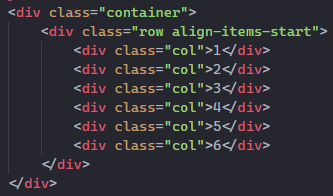 <div class="container">
    <div class="row align-items-start">
        <div class="col">1</div>
        <div class="col">2</div>
        <div class="col">3</div>
        <div class="col">4</div>
        <div class="col">5</div>
        <div class="col">6</div>
    </div>
</div>